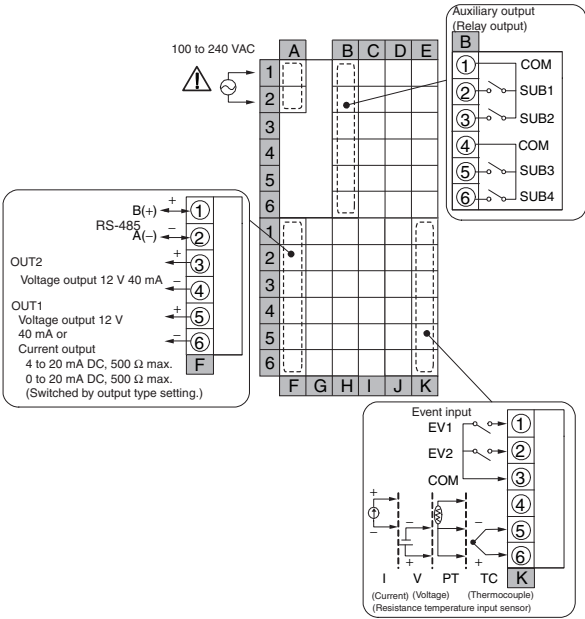 Auxiliary output
(Relay output)
B
1 COM
2 SUB1
3 SUB2
4 COM
5 SUB3
6 SUB4
100 to 240 VAC
A B C D E
1
2
3
4
5
6
1
2
3
4
5
6
F G H I J K
B(+) + 1
RS-485
A(−) − 2
OUT2 + 3
Voltage output 12 V 40 mA − 4
OUT1 + 5
Voltage output 12 V
40 mA or − 6
Current output
4 to 20 mA DC, 500 Ω max. F
0 to 20 mA DC, 500 Ω max.
(Switched by output type setting.)
Event input
EV1 1
EV2 2
COM 3
4
+ − − 5
− + + 6
I V PT TC K
(Current) (Voltage) (Thermocouple)
(Resistance temperature input sensor)